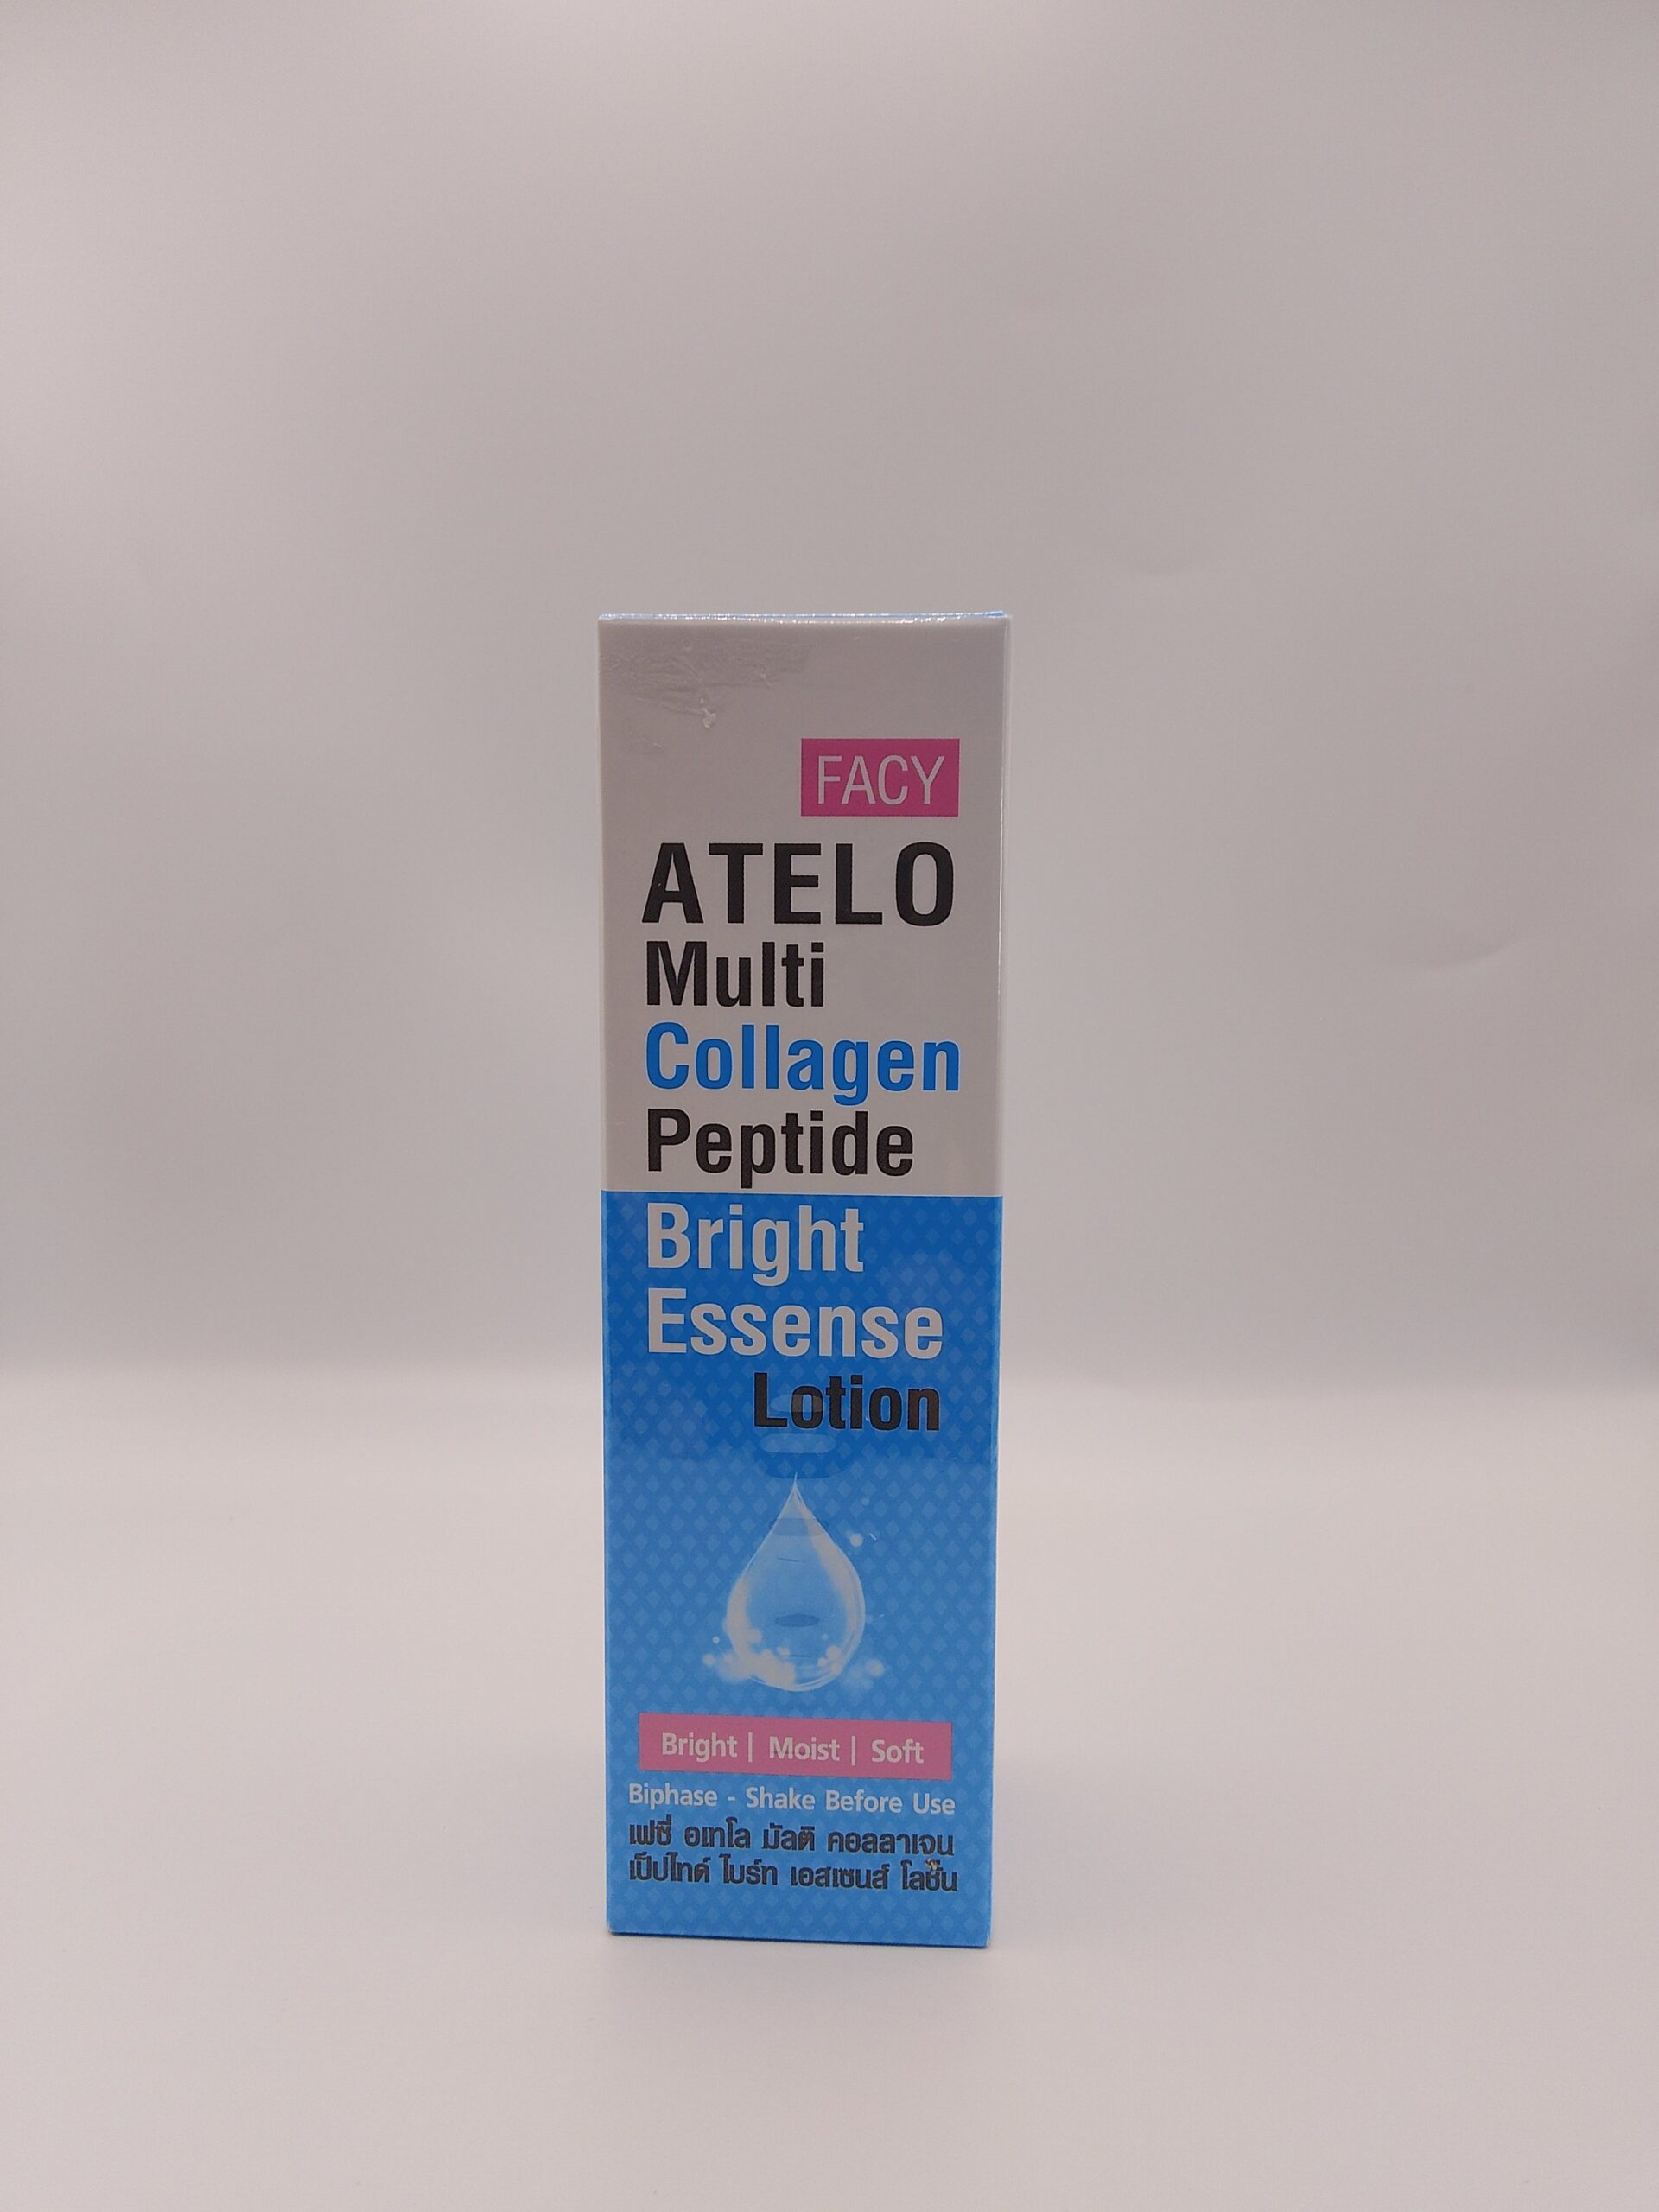 FACY
ATELO
Multi
Collagen
Peptide
Bright
Essense
Lotion
Bright | Moist | Soft
Biphase - Shake Before Use
เฟซี่ อเทโล มัลติ คอลลาเจน
เป็ปไทด์ ไบร์ท เอสเซนส์ โลชั่น